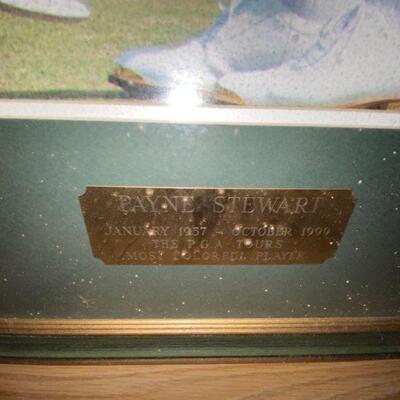 PAYNE STEWART
JANUARY 1957 - OCTOBER 1999
THE P.G.A TOURS
MOST COLORFUL PLAYER